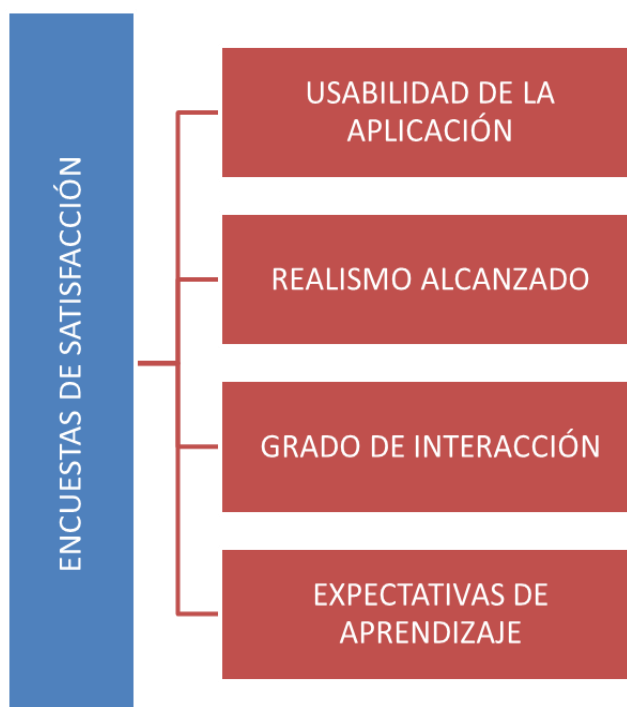 ENCUESTAS DE SATISFACCIÓN
USABILIDAD DE LA
APLICACIÓN
REALISMO ALCANZADO
GRADO DE INTERACCIÓN
EXPECTATIVAS DE
APRENDIZAJE